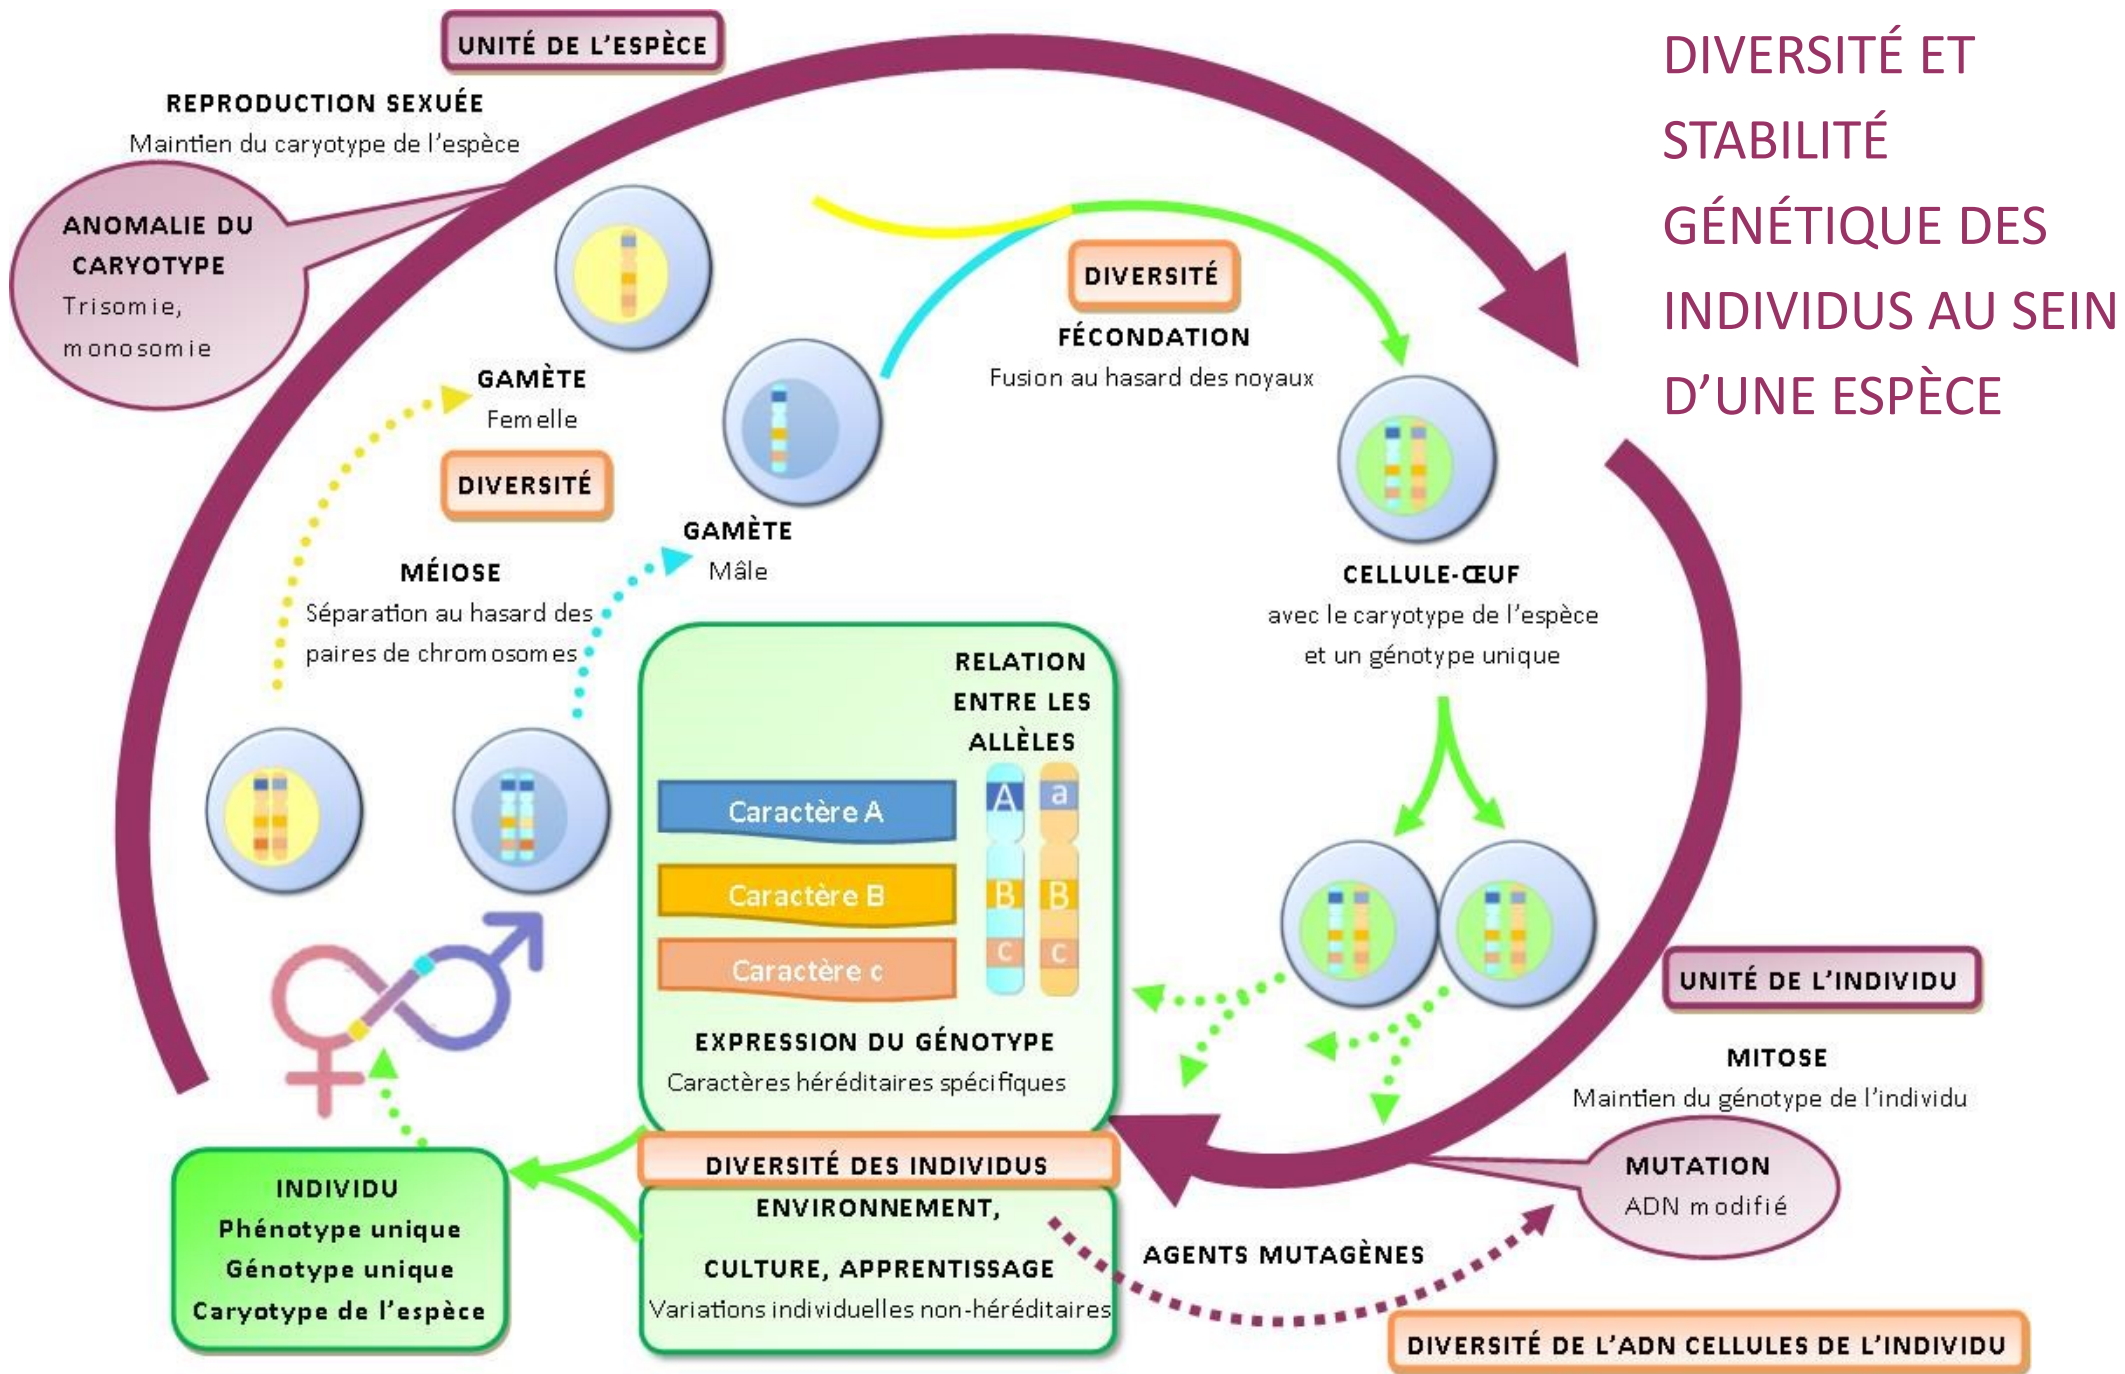 DIVERSITÉ ET
STABILITÉ
GÉNÉTIQUE DES
INDIVIDUS AU SEIN
D’UNE ESPÈCE
UNITÉ DE L’ESPÈCE
REPRODUCTION SEXUÉE
Maintien du caryotype de l’espèce
ANOMALIE DU
CARYOTYPE
Trisomie,
monosomie
GAMÈTE
Femelle
DIVERSITÉ
GAMÈTE
Mâle
MÉIOSE
Séparation au hasard des
paires de chromosomes
DIVERSITÉ
FÉCONDATION
Fusion au hasard des noyaux
CELLULE-ŒUF
avec le caryotype de l’espèce
et un génotype unique
RELATION
ENTRE LES
ALLÈLES
Caractère A
A a
Caractère B
B B
Caractère c
c c
EXPRESSION DU GÉNOTYPE
Caractères héréditaires spécifiques
UNITÉ DE L’INDIVIDU
MITOSE
Maintien du génotype de l’individu
MUTATION
ADN modifié
DIVERSITÉ DES INDIVIDUS
ENVIRONNEMENT,
CULTURE, APPRENTISSAGE
Variations individuelles non-héréditaires
AGENTS MUTAGÈNES
INDIVIDU
Phénotype unique
Génotype unique
Caryotype de l’espèce
DIVERSITÉ DE L’ADN CELLULES DE L’INDIVIDU